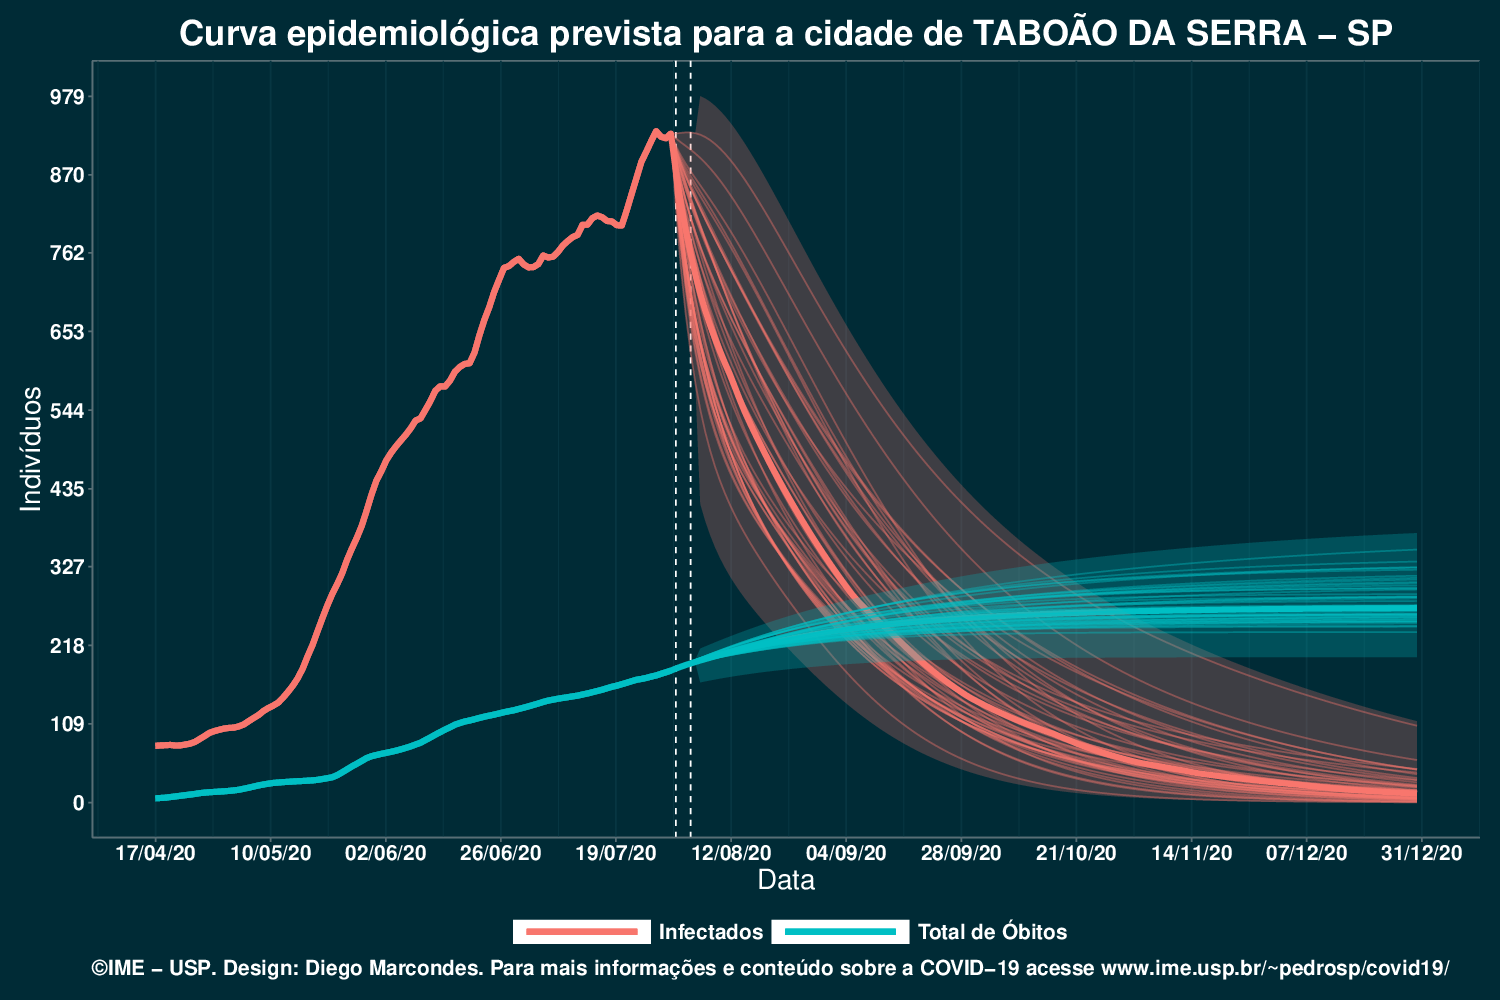 Curva epidemiológica prevista para a cidade de TABOÃO DA SERRA – SP
979
870
762
653
544
435
327
218
109
0
Indivíduos
17/04/20 10/05/20 02/06/20 26/06/20 19/07/20 12/08/20 04/09/20 28/09/20 21/10/20 14/11/20 07/12/20 31/12/20
Data
Infectados Total de Óbitos
©IME – USP. Design: Diego Marcondes. Para mais informações e conteúdo sobre a COVID–19 acesse www.ime.usp.br/~pedrosp/covid19/